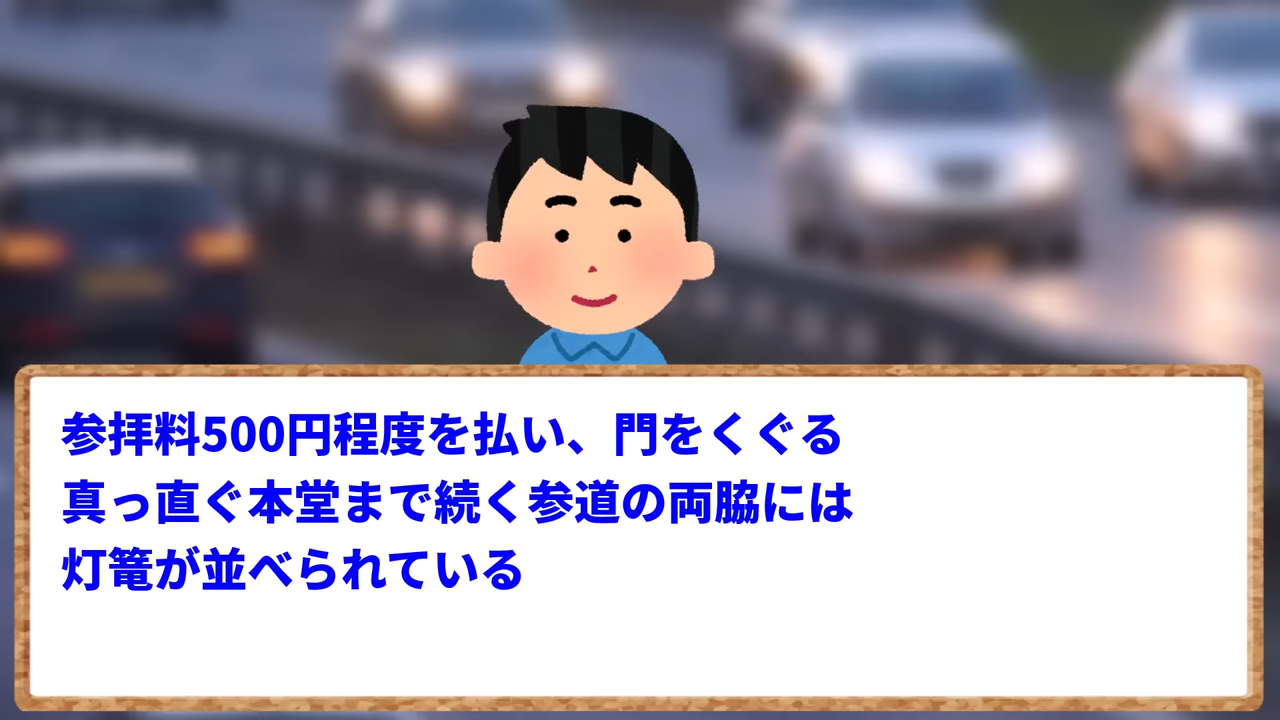 参拝料500円程度を払い、門をくぐる
真っ直ぐ本堂まで続く参道の両脇には
灯篭が並べられている